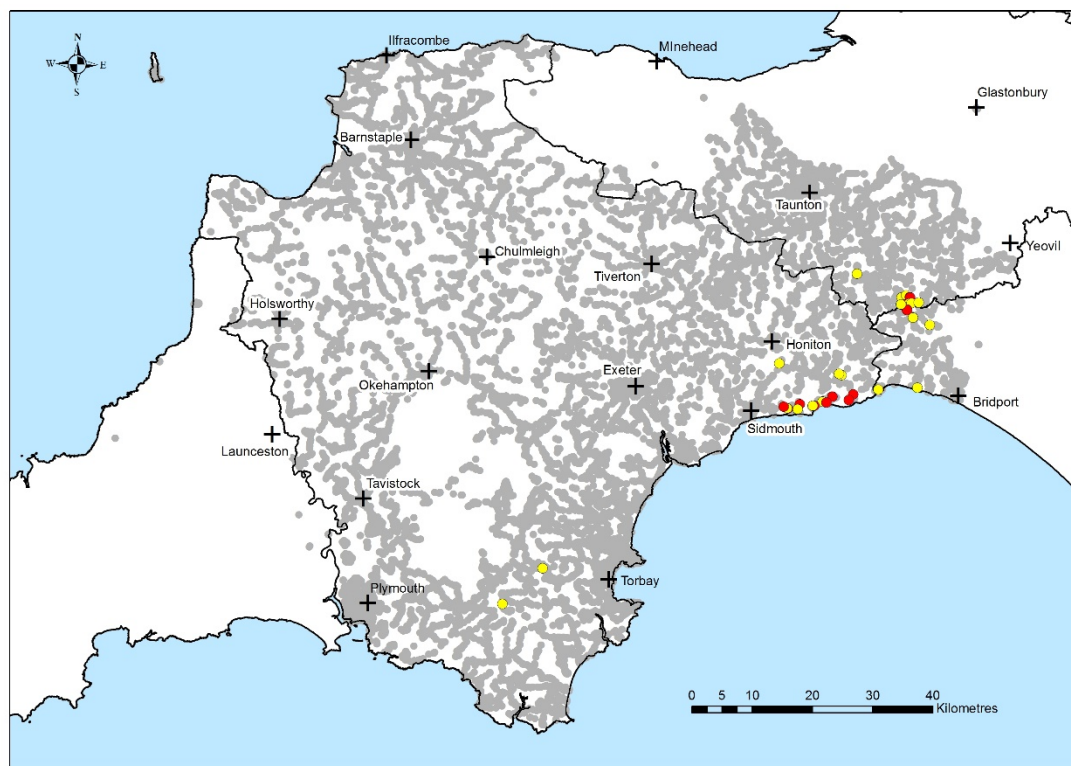 N
W E
S
Ilfracombe
MInehead
Glastonbury
Barnstaple
Taunton
Yeovil
Chulmleigh
Tiverton
Holsworthy
Honiton
Okehampton
Exeter
Bridport
Sidmouth
Launceston
Tavistock
Torbay
Plymouth
0 5 10 20 30 40
Kilometres